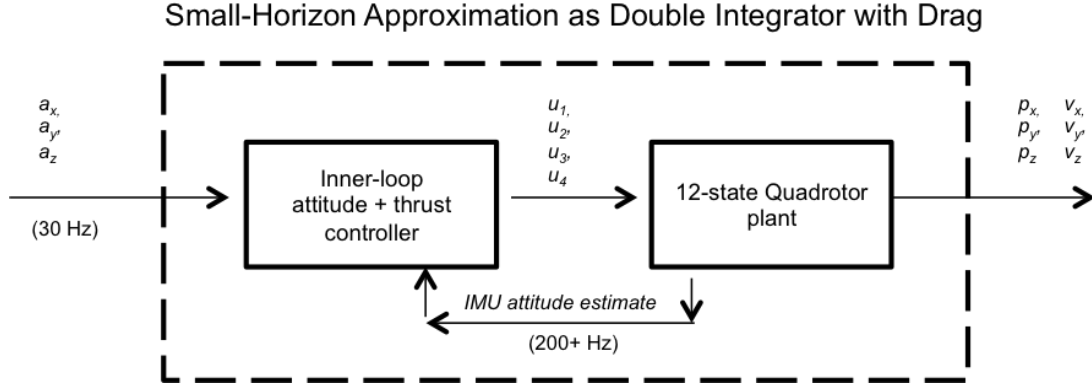 Small-Horizon Approximation as Double Integrator with Drag
a_x,
a_y,
a_z
(30 Hz)
Inner-loop
attitude + thrust
controller
u_1,
u_2,
u_3,
u_4
12-state Quadrotor
plant
p_x, v_x,
p_y, v_y,
p_z v_z
IMU attitude estimate
(200+ Hz)